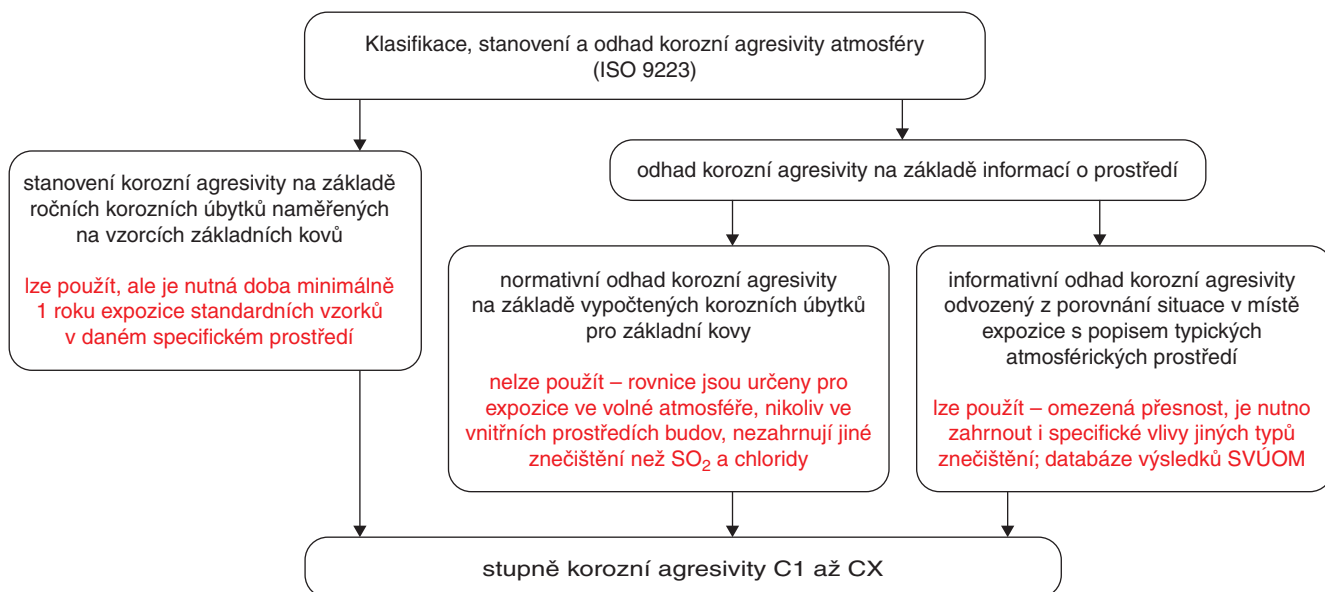 Klasifikace, stanovení a odhad korozní agresivity atmosféry
(ISO 9223)
stanovení korozní agresivity na základě
ročních korozních úbytků naměřených
na vzorcích základních kovů
lze použít, ale je nutná doba minimálně
1 roku expozice standardních vzorků
v daném specifickém prostředí
odhad korozní agresivity na základě informací o prostředí
normativní odhad korozní agresivity
na základě vypočtených korozních úbytků
pro základní kovy
nelze použít – rovnice jsou určeny pro
expozice ve volné atmosféře, nikoliv ve
vnitřních prostředích budov, nezahrnují jiné
znečištění než SO₂ a chloridy
informativní odhad korozní agresivity
odvozený z porovnání situace v místě
expozice s popisem typických
atmosférických prostředí
lze použít – omezená přesnost, je nutno
zahrnout i specifické vlivy jiných typů
znečištění; databáze výsledků SVÚOM
stupně korozní agresivity C1 až CX